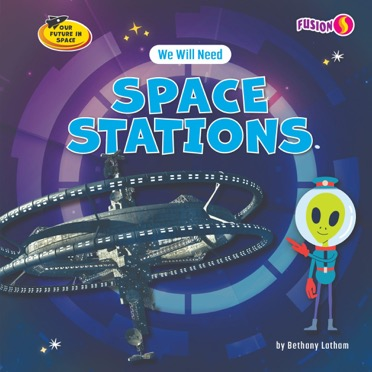 OUR
FUTURE IN
SPACE
FUSION
We Will Need
SPACE
STATIONS
by Bethany Latham